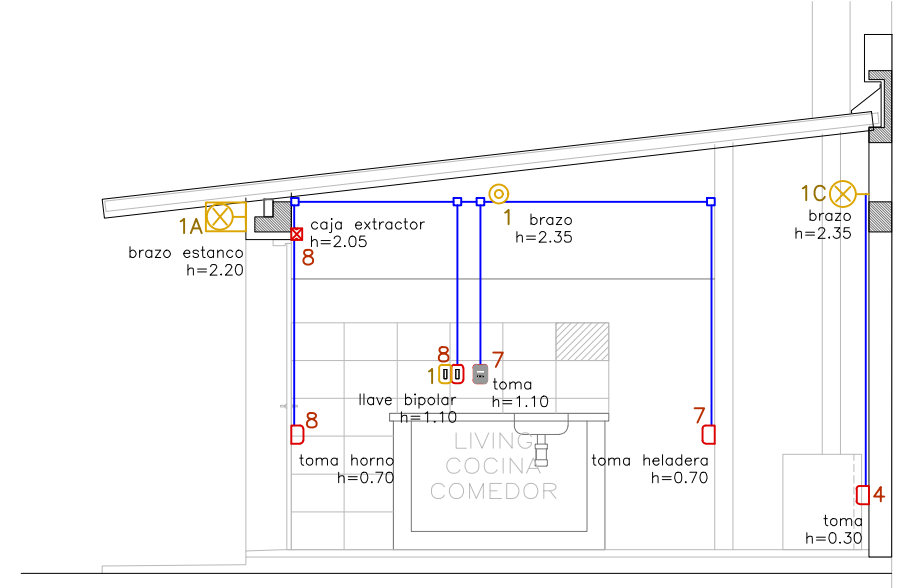 1C
1A
1
brazo
h=2.35
brazo
h=2.35
caja extractor
h=2.05
brazo estanco
h=2.20
8
8
7
1
toma
h=1.10
llave bipolar
h=1.10
8
7
LIVING
COCINA
COMEDOR
toma horno
h=0.70
toma heladera
h=0.70
4
toma
h=0.30